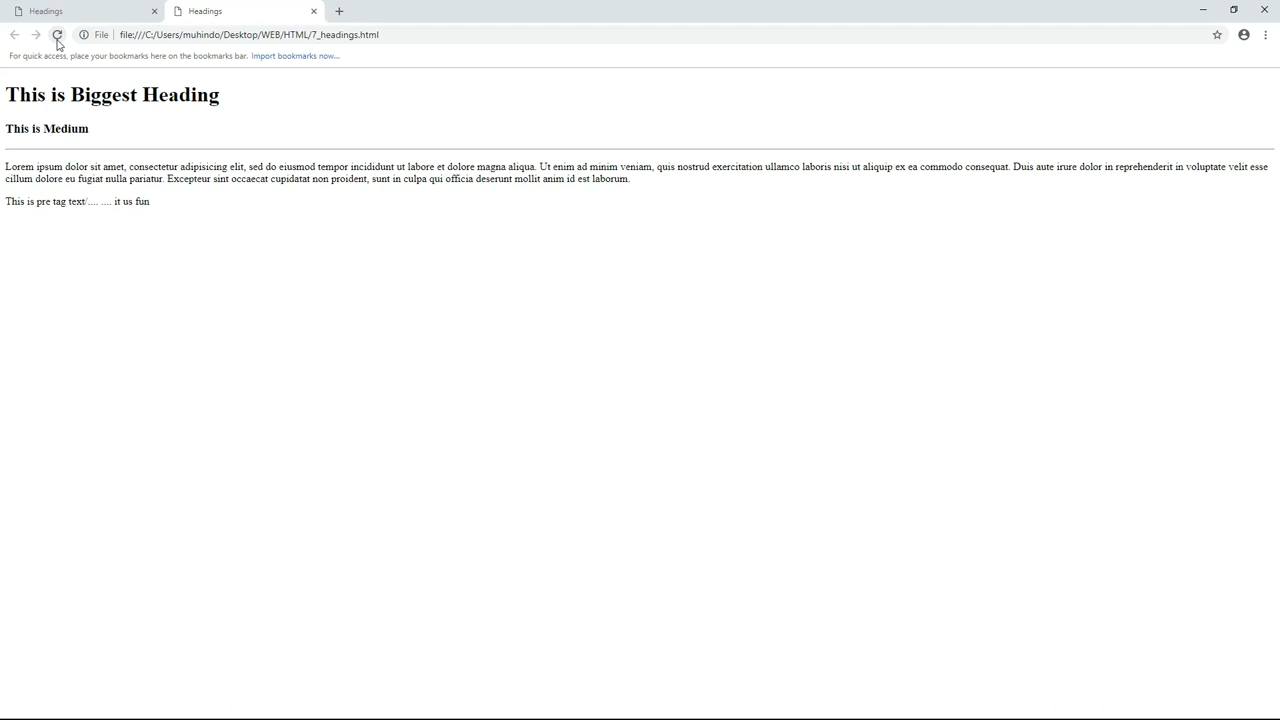 Headings
Headings
File
file:///C:/Users/muhindo/Desktop/WEB/HTML/7_headings.html
For quick access, place your bookmarks here on the bookmarks bar. Import bookmarks now...
This is Biggest Heading
This is Medium
Lorem ipsum dolor sit amet, consectetur adipisicing elit, sed do eiusmod tempor incididunt ut labore et dolore magna aliqua. Ut enim ad minim veniam, quis nostrud exercitation ullamco laboris nisi ut aliquip ex ea commodo consequat. Duis aute irure dolor in reprehenderit in voluptate velit esse
cillum dolore eu fugiat nulla pariatur. Excepteur sint occaecat cupidatat non proident, sunt in culpa qui officia deserunt mollit anim id est laborum.
This is pre tag text/.... .... it us fun